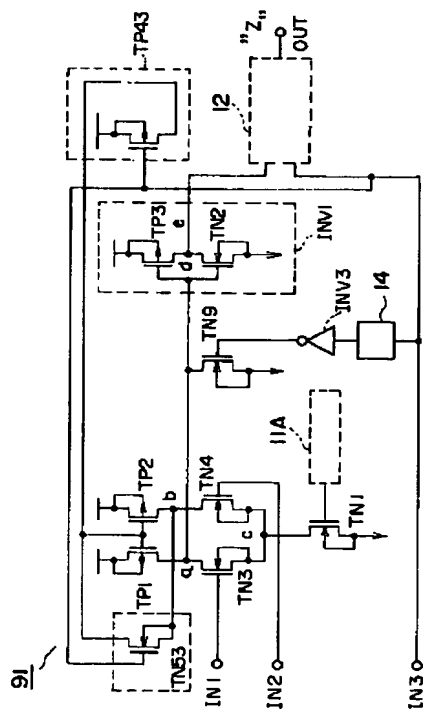 91
TP43
"Z"
OUT
12
TP1
TP2
TP31
e
d
TN2
INV1
TN53
a
b
TN9
TN3
TN4
c
INV3
14
11A
TN1
IN1
IN2
IN3